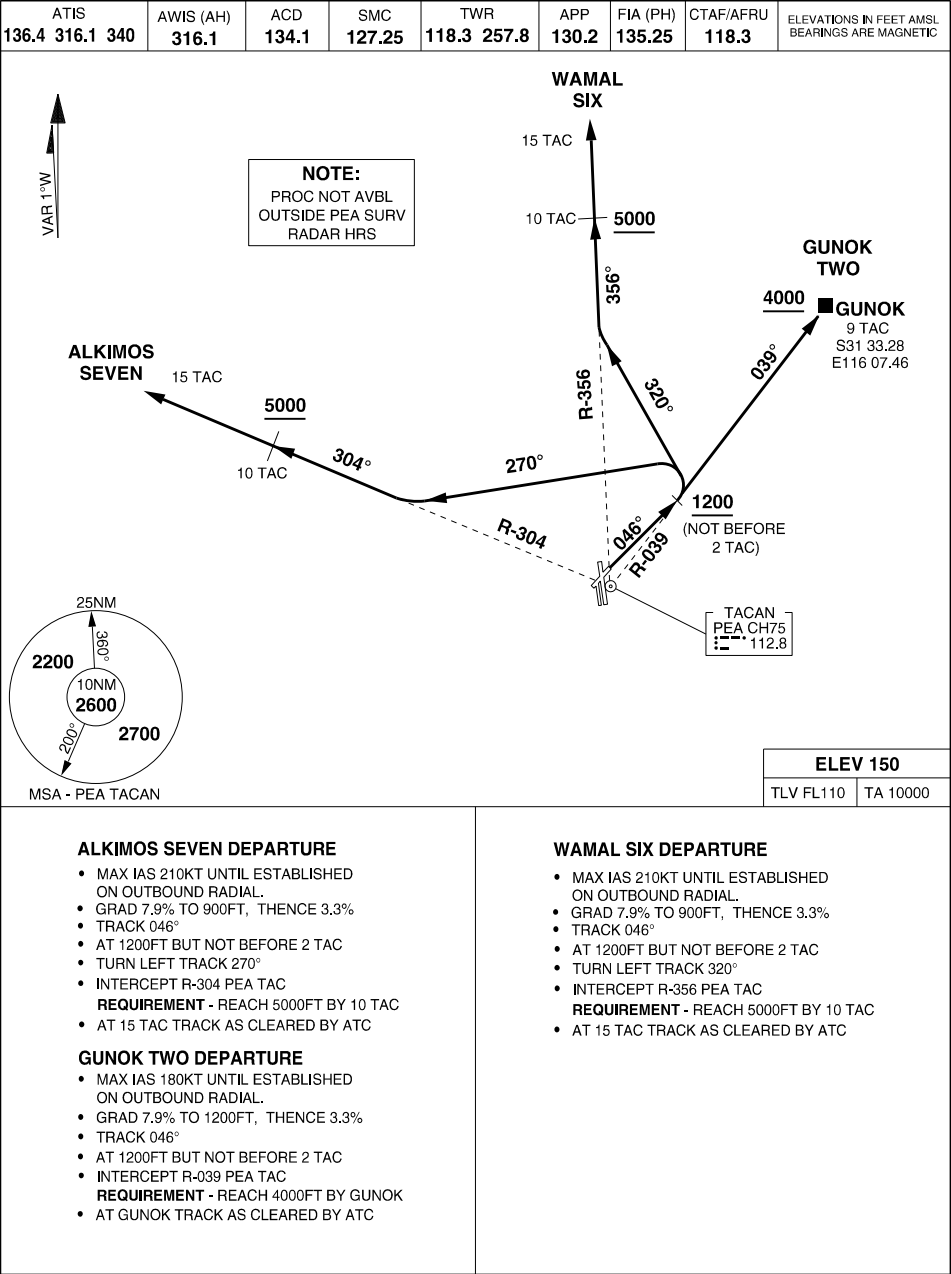 ATIS
136.4 316.1 340
AWIS (AH)
316.1
ACD
134.1
SMC
127.25
TWR
118.3 257.8
APP
130.2
FIA (PH)
135.25
CTAF/AFRU
118.3
ELEVATIONS IN FEET AMSL
BEARINGS ARE MAGNETIC
VAR 1°W
NOTE:
PROC NOT AVBL
OUTSIDE PEA SURV
RADAR HRS
WAMAL
SIX
15 TAC
10 TAC
5000
356°
GUNOK
TWO
4000
GUNOK
9 TAC
S31 33.28
E116 07.46
039°
ALKIMOS
SEVEN
15 TAC
5000
10 TAC
304°
R-356
320°
270°
R-304
046°
R-039
1200
(NOT BEFORE
2 TAC)
TACAN
PEA CH75
112.8
25NM
360°
2200
10NM
2600
2700
200°
MSA - PEA TACAN
ELEV 150
TLV FL110
TA 10000
ALKIMOS SEVEN DEPARTURE
• MAX IAS 210KT UNTIL ESTABLISHED
ON OUTBOUND RADIAL.
• GRAD 7.9% TO 900FT, THENCE 3.3%
• TRACK 046°
• AT 1200FT BUT NOT BEFORE 2 TAC
• TURN LEFT TRACK 270°
• INTERCEPT R-304 PEA TAC
REQUIREMENT - REACH 5000FT BY 10 TAC
• AT 15 TAC TRACK AS CLEARED BY ATC
GUNOK TWO DEPARTURE
• MAX IAS 180KT UNTIL ESTABLISHED
ON OUTBOUND RADIAL.
• GRAD 7.9% TO 1200FT, THENCE 3.3%
• TRACK 046°
• AT 1200FT BUT NOT BEFORE 2 TAC
• INTERCEPT R-039 PEA TAC
REQUIREMENT - REACH 4000FT BY GUNOK
• AT GUNOK TRACK AS CLEARED BY ATC
WAMAL SIX DEPARTURE
• MAX IAS 210KT UNTIL ESTABLISHED
ON OUTBOUND RADIAL.
• GRAD 7.9% TO 900FT, THENCE 3.3%
• TRACK 046°
• AT 1200FT BUT NOT BEFORE 2 TAC
• TURN LEFT TRACK 320°
• INTERCEPT R-356 PEA TAC
REQUIREMENT - REACH 5000FT BY 10 TAC
• AT 15 TAC TRACK AS CLEARED BY ATC